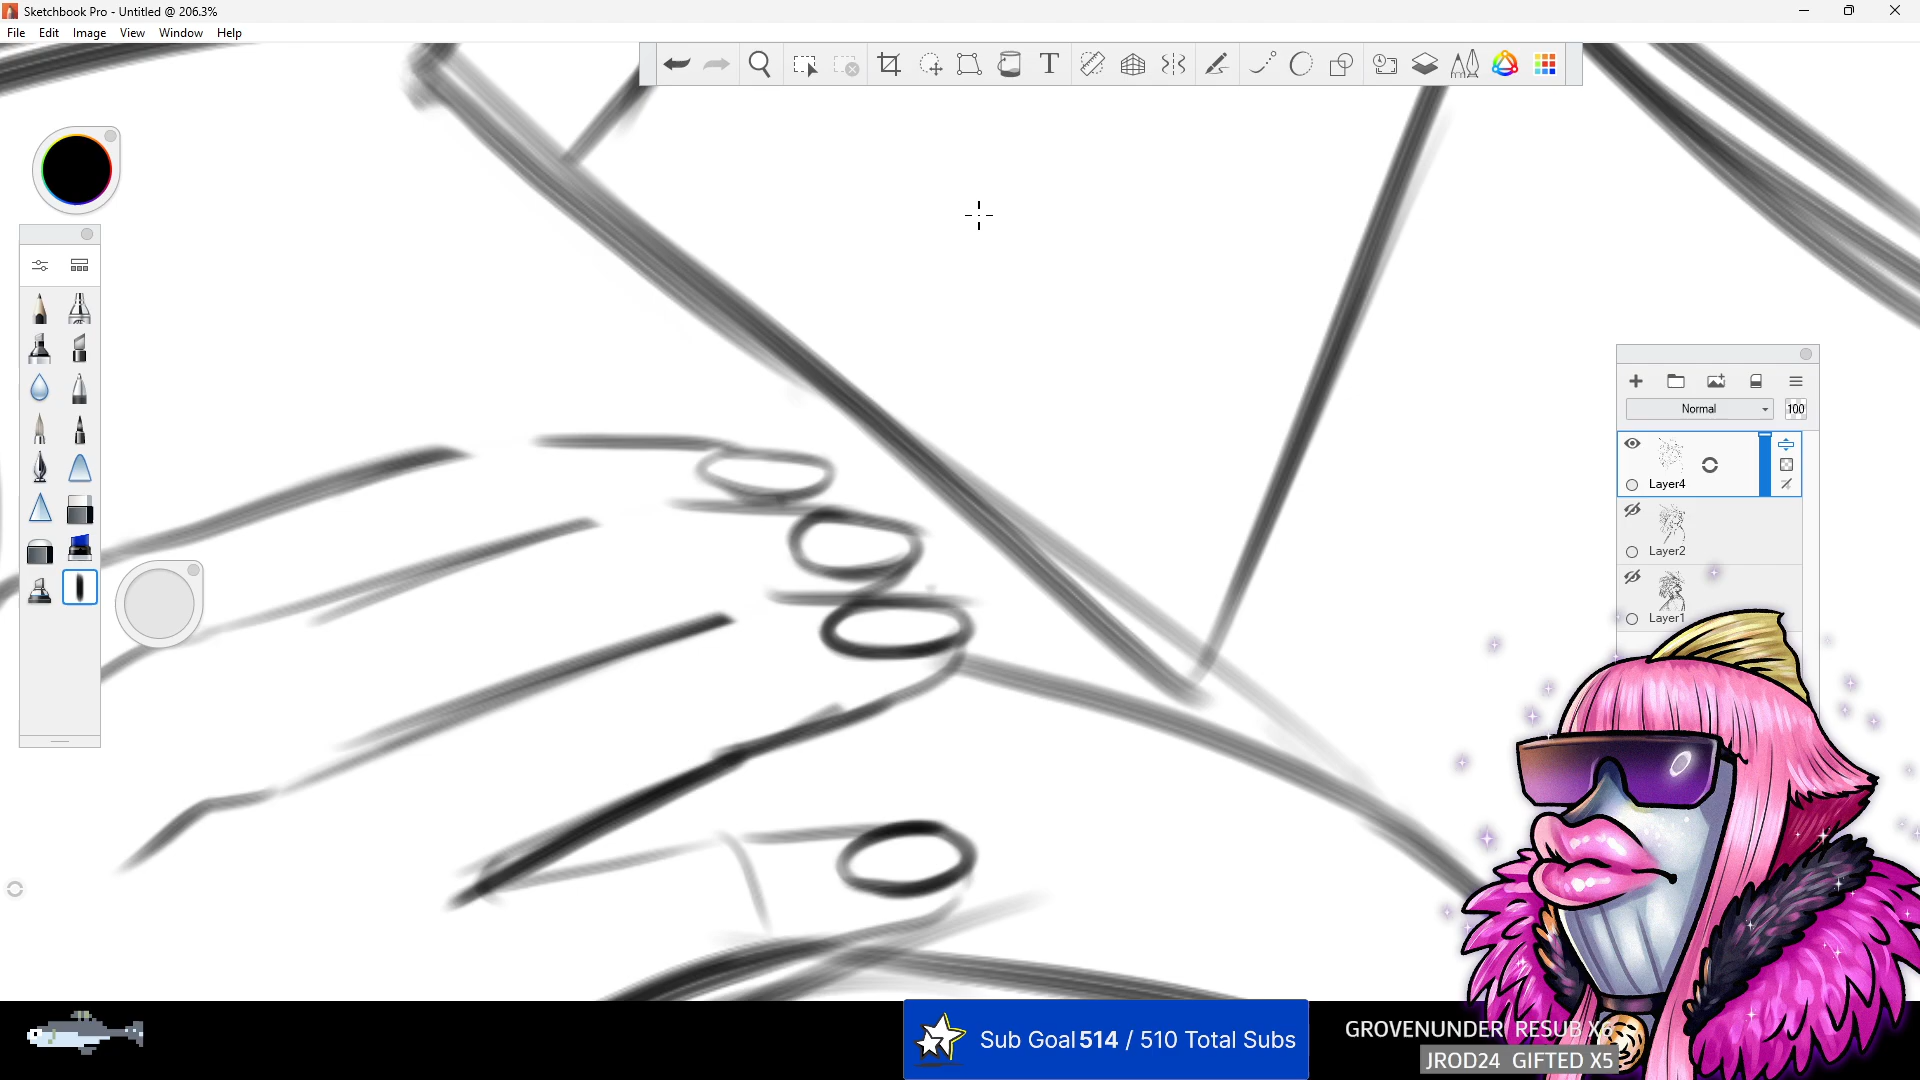 Sketchbook Pro - Untitled @ 206.3%
File Edit Image View Window Help
T
Normal 100
Layer4
Layer2
Layer1
Sub Goal 514 / 510 Total Subs
GROVENUNDER RESUB
JROD24 GIFTED X5